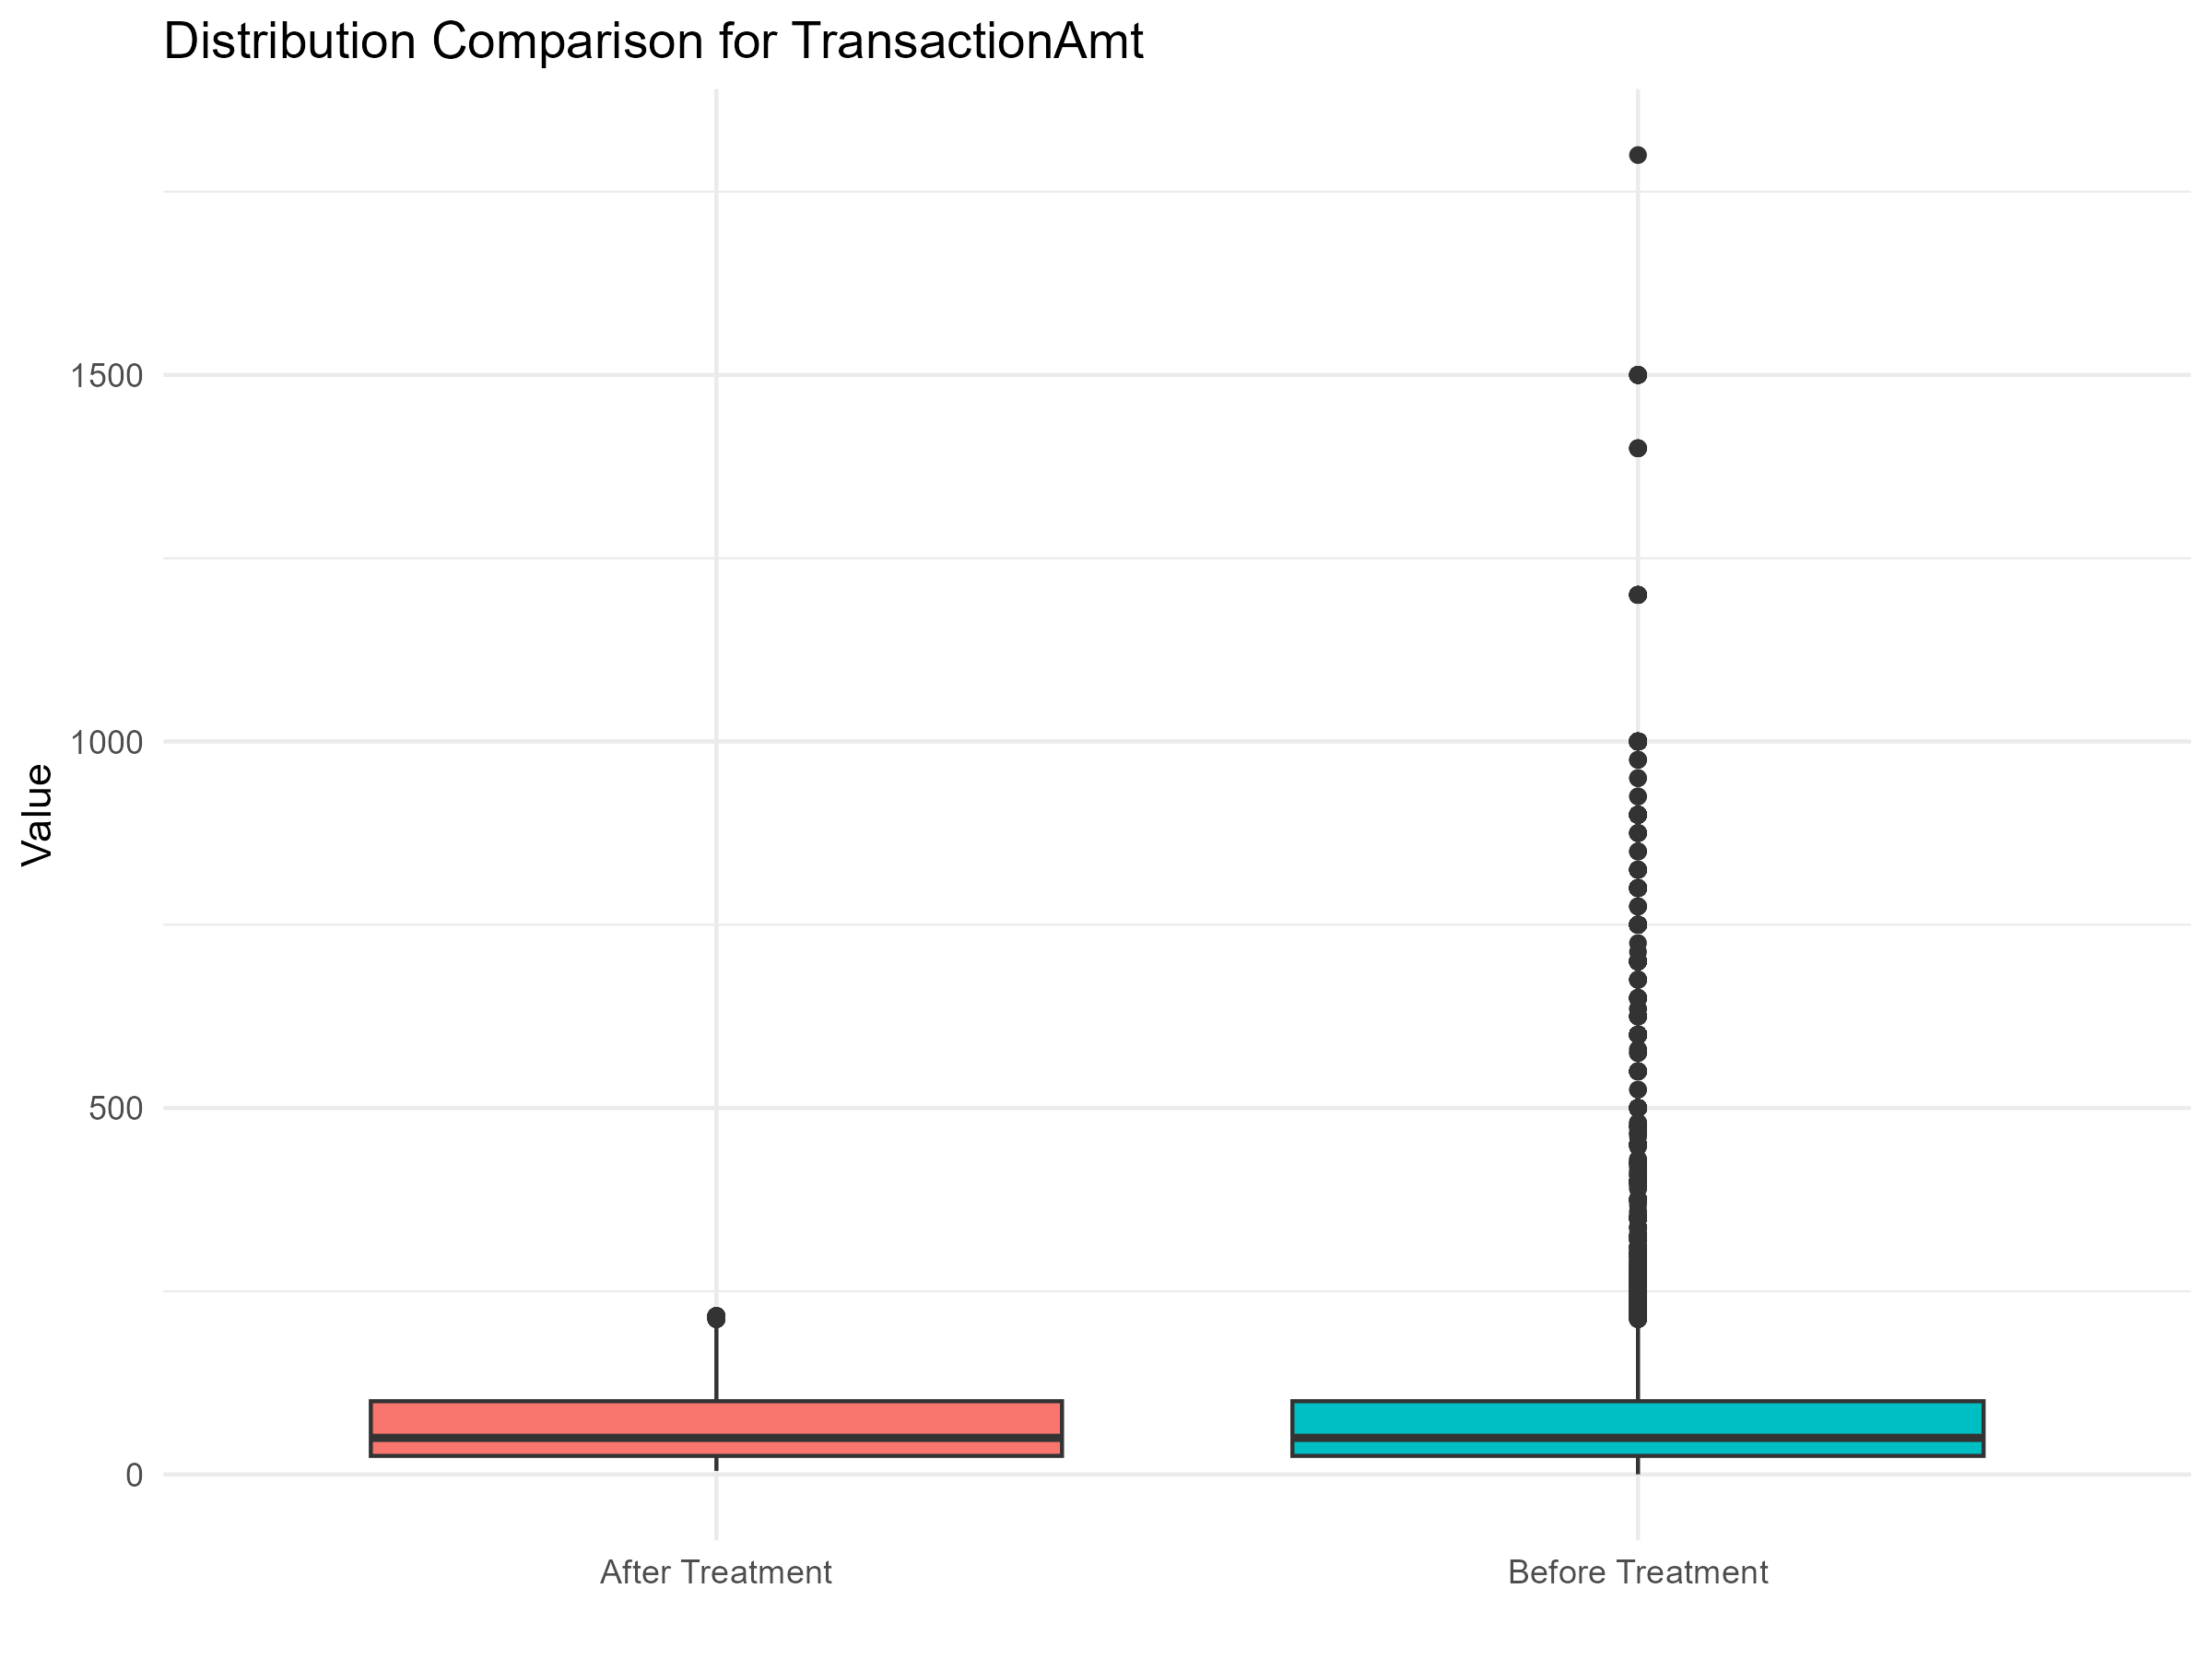 Distribution Comparison for TransactionAmt
Value
1500
1000
500
0
After Treatment
Before Treatment